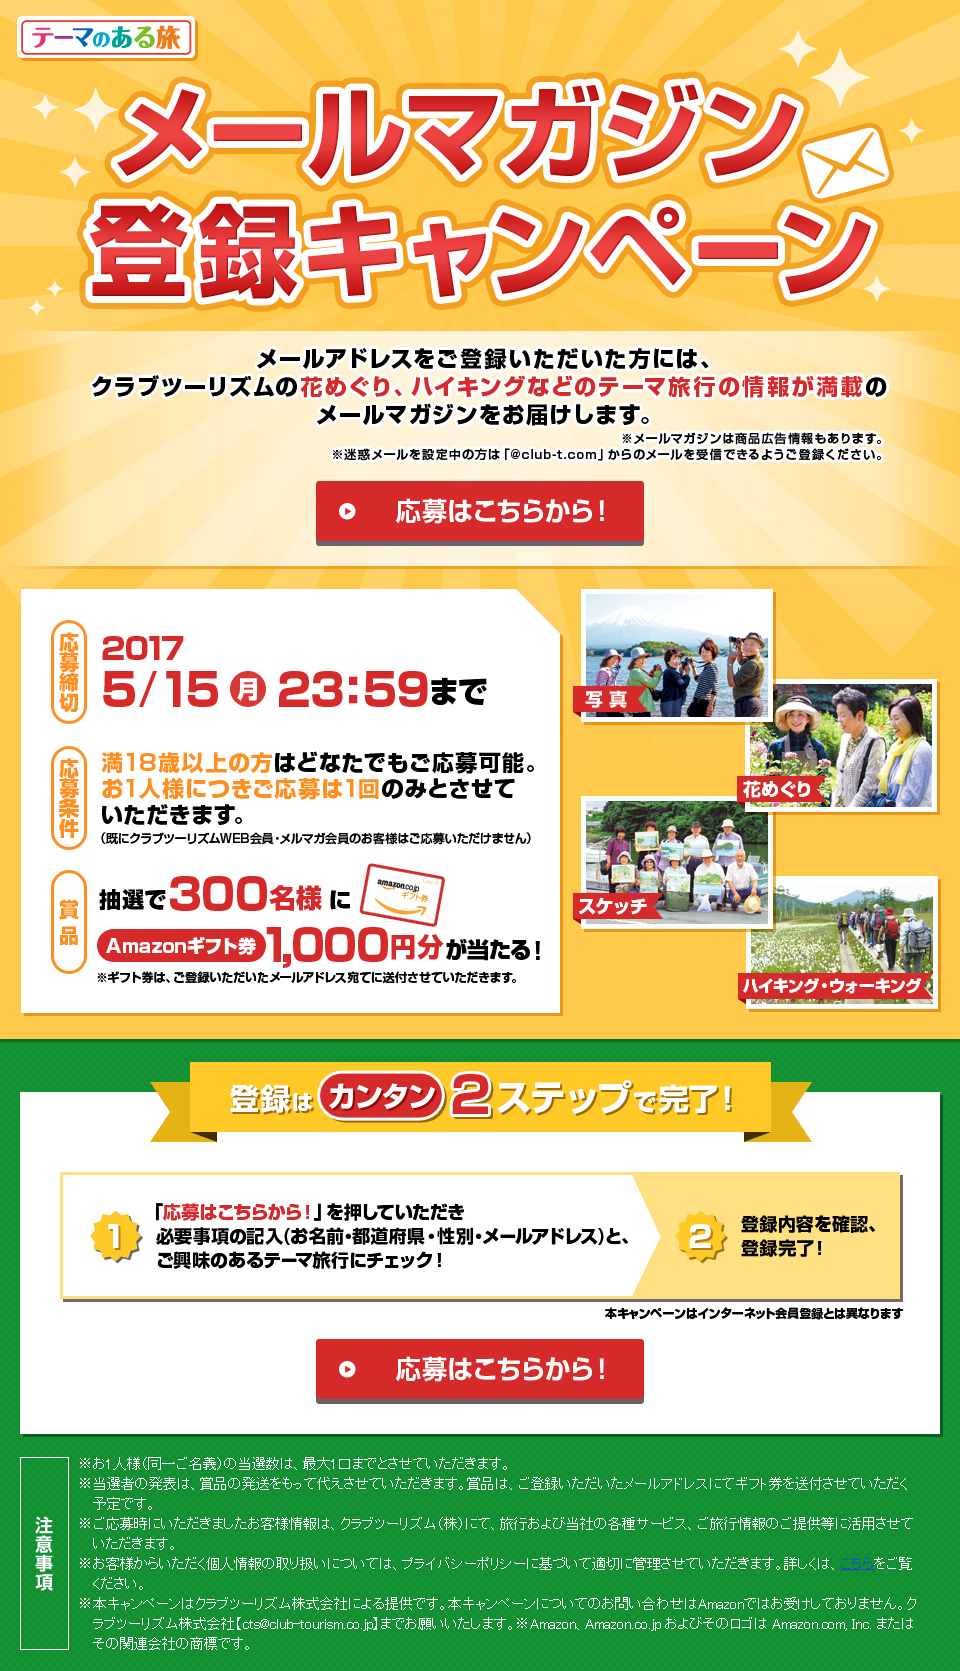 テーマのある旅
メールマガジン
登録キャンペーン
メールアドレスをご登録いただいた方には、
クラブツーリズムの花めぐり、ハイキングなどのテーマ旅行の情報が満載の
メールマガジンをお届けします。
※メールマガジンは商品広告情報もあります。
※迷惑メールを設定中の方は「@club-t.com」からのメールを受信できるようご登録ください。
応募はこちらから！
応募締切
2017
5/15㊊23:59まで
応募条件
満18歳以上の方はどなたでもご応募可能。
お1人様につきご応募は1回のみとさせて
いただきます。
（既にクラブツーリズムWEB会員・メルマガ会員のお客様はご応募いただけません）
賞品
抽選で300名様に
amazon.co.jp
ギフト券
Amazonギフト券1,000円分が当たる！
※ギフト券は、ご登録いただいたメールアドレス宛てに送付させていただきます。
写真
花めぐり
スケッチ
ハイキング・ウォーキング
登録はカンタン2ステップで完了！
1
「応募はこちらから！」を押していただき
必要事項の記入（お名前・都道府県・性別・メールアドレス）と、
ご興味のあるテーマ旅行にチェック！
2
登録内容を確認、
登録完了！
本キャンペーンはインターネット会員登録とは異なります
応募はこちらから！
注意事項
※お1人様（同一ご名義）の当選数は、最大1口までとさせていただきます。
※当選者の発表は、賞品の発送をもって代えさせていただきます。賞品は、ご登録いただいたメールアドレスにてギフト券を送付させていただく
予定です。
※ご応募時にいただきましたお客様情報は、クラブツーリズム（株）にて、旅行および当社の各種サービス、ご旅行情報のご提供等に活用させて
いただきます。
※お客様からいただく個人情報の取り扱いについては、プライバシーポリシーに基づいて適切に管理させていただきます。詳しくは、こちらをご覧
ください。
※本キャンペーンはクラブツーリズム株式会社による提供です。本キャンペーンについてのお問い合わせはAmazonではお受けしておりません。ク
ラブツーリズム株式会社【cts@club-tourism.co.jp】までお願いいたします。※Amazon、Amazon.co.jpおよびそのロゴは Amazon.com, Inc. または
その関連会社の商標です。